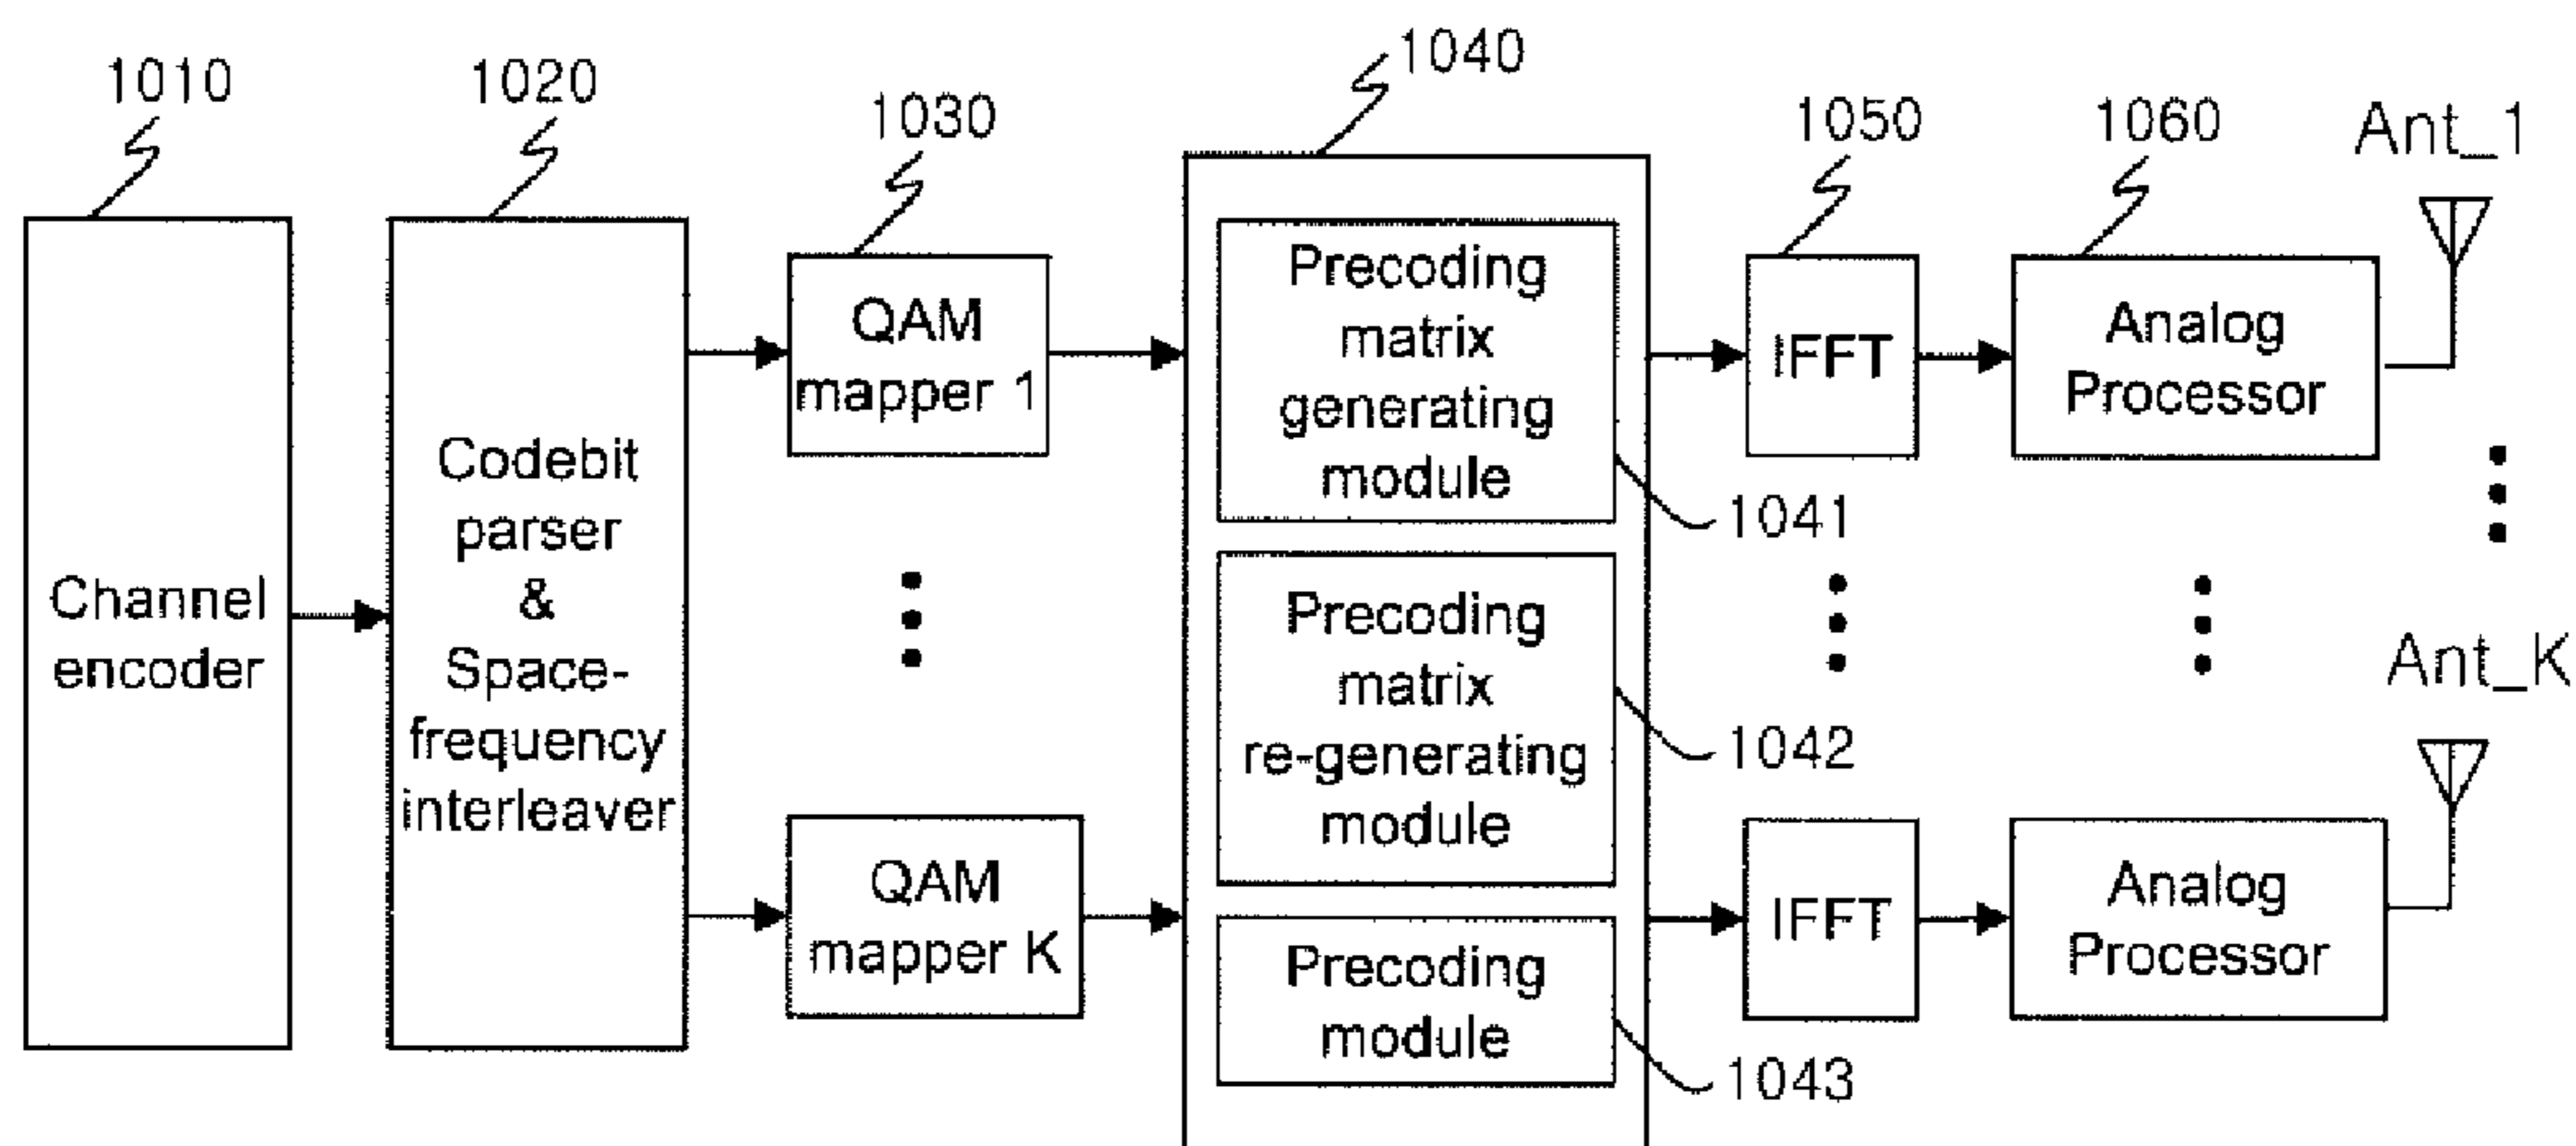 1010
1020
1030
1040
1050
1060
Ant_1
Channel
encoder
Codebit
parser
&
Space-
frequency
interleaver
QAM
mapper 1
QAM
mapper K
Precoding
matrix
generating
module
1041
Precoding
matrix
re-generating
module
1042
Precoding
module
1043
IFFT
Analog
Processor
Ant_K
IFFT
Analog
Processor